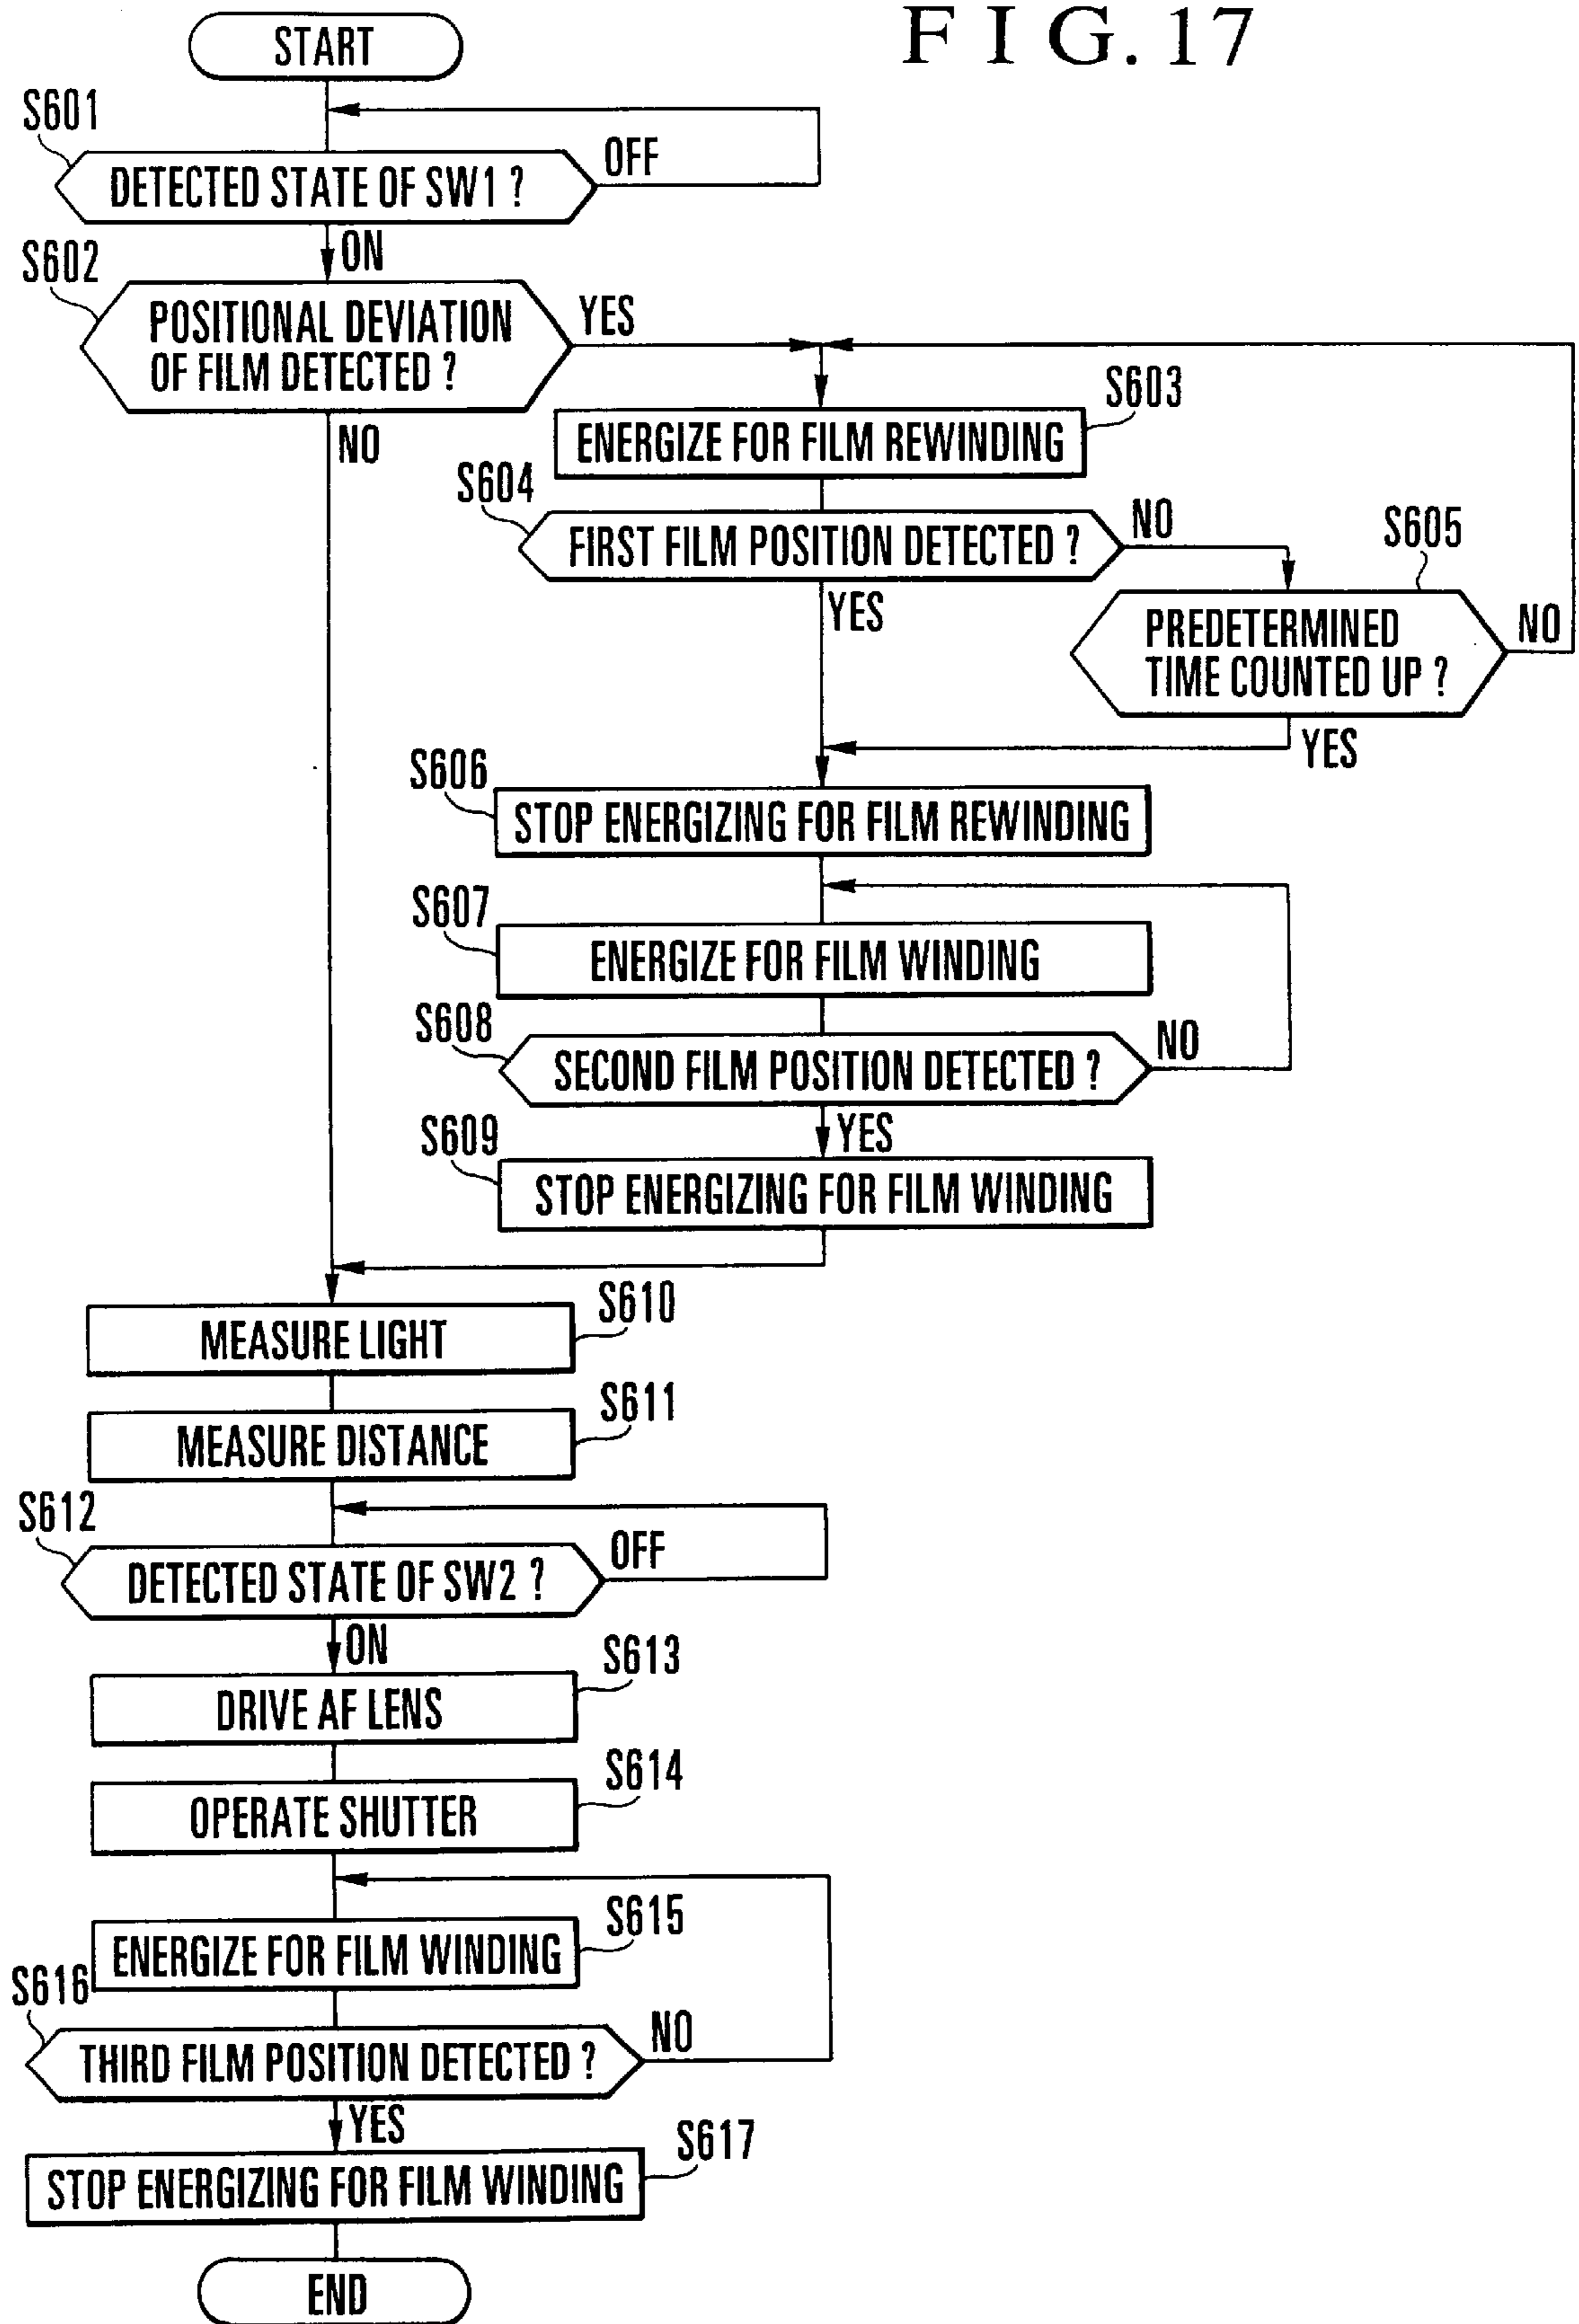 FIG. 17
START
S601
DETECTED STATE OF SW1 ?
OFF
ON
S602
POSITIONAL DEVIATION
OF FILM DETECTED ?
YES
NO
S603
ENERGIZE FOR FILM REWINDING
S604
FIRST FILM POSITION DETECTED ?
NO
YES
S605
PREDETERMINED
TIME COUNTED UP ?
NO
YES
S606
STOP ENERGIZING FOR FILM REWINDING
S607
ENERGIZE FOR FILM WINDING
S608
SECOND FILM POSITION DETECTED ?
NO
YES
S609
STOP ENERGIZING FOR FILM WINDING
S610
MEASURE LIGHT
S611
MEASURE DISTANCE
S612
DETECTED STATE OF SW2 ?
OFF
ON
S613
DRIVE AF LENS
S614
OPERATE SHUTTER
S615
ENERGIZE FOR FILM WINDING
S616
THIRD FILM POSITION DETECTED ?
NO
YES
S617
STOP ENERGIZING FOR FILM WINDING
END